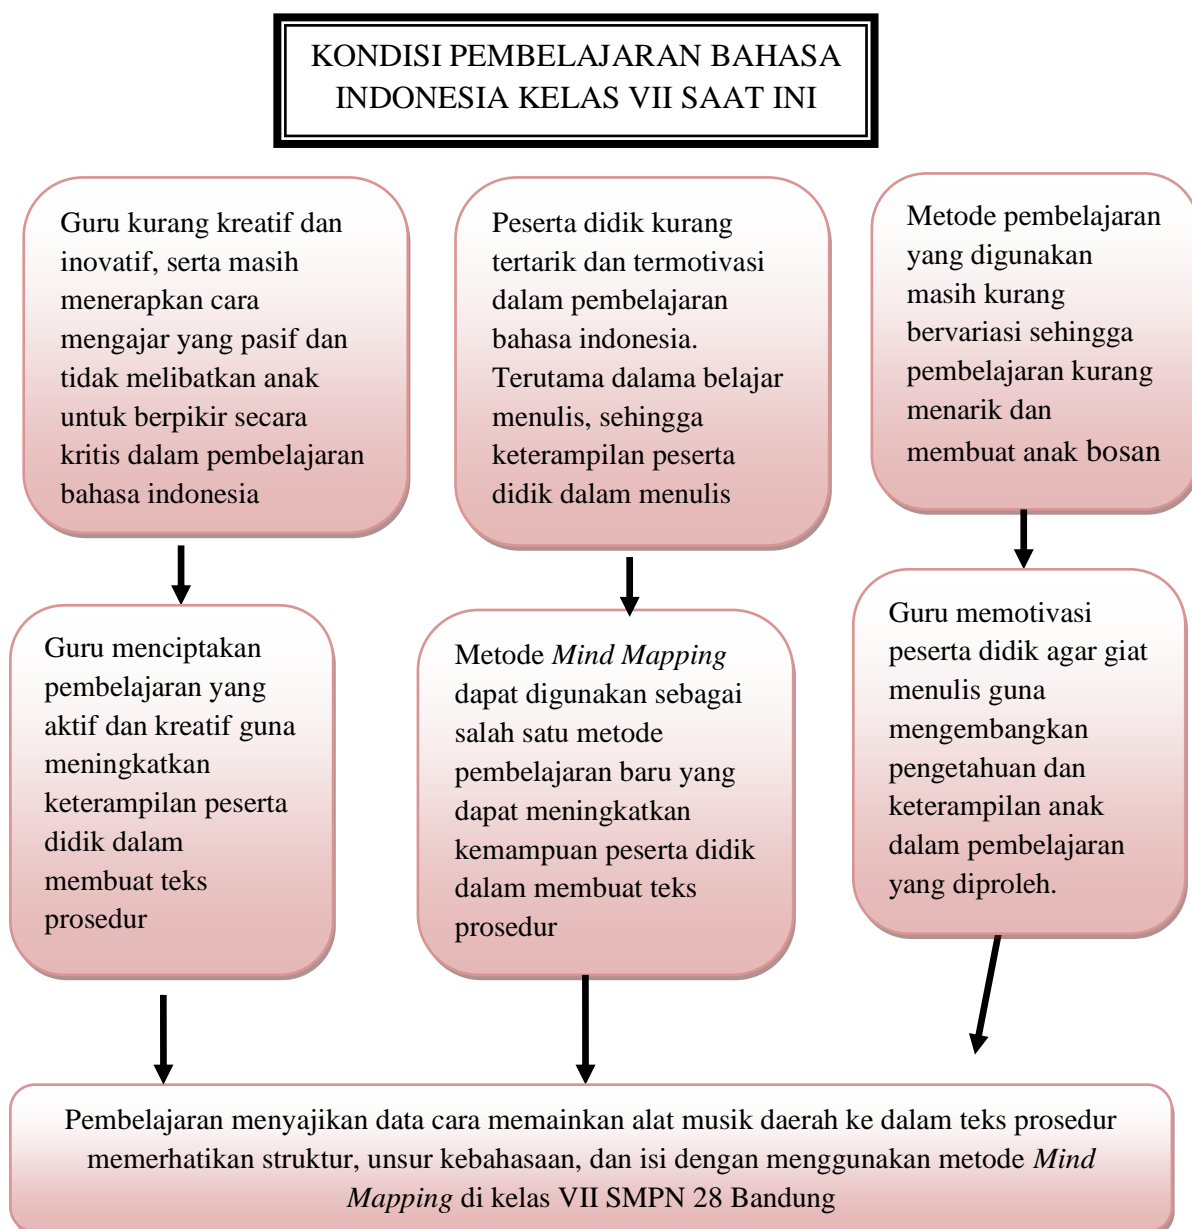 KONDISI PEMBELAJARAN BAHASA
INDONESIA KELAS VII SAAT INI
Guru kurang kreatif dan
inovatif, serta masih
menerapkan cara
mengajar yang pasif dan
tidak melibatkan anak
untuk berpikir secara
kritis dalam pembelajaran
bahasa indonesia
Peserta didik kurang
tertarik dan termotivasi
dalam pembelajaran
bahasa indonesia.
Terutama dalama belajar
menulis, sehingga
keterampilan peserta
didik dalam menulis
Metode pembelajaran
yang digunakan
masih kurang
bervariasi sehingga
pembelajaran kurang
menarik dan
membuat anak bosan
Guru menciptakan
pembelajaran yang
aktif dan kreatif guna
meningkatkan
keterampilan peserta
didik dalam
membuat teks
prosedur
Metode Mind Mapping
dapat digunakan sebagai
salah satu metode
pembelajaran baru yang
dapat meningkatkan
kemampuan peserta didik
dalam membuat teks
prosedur
Guru memotivasi
peserta didik agar giat
menulis guna
mengembangkan
pengetahuan dan
keterampilan anak
dalam pembelajaran
yang diproleh.
Pembelajaran menyajikan data cara memainkan alat musik daerah ke dalam teks prosedur
memerhatikan struktur, unsur kebahasaan, dan isi dengan menggunakan metode Mind
Mapping di kelas VII SMPN 28 Bandung